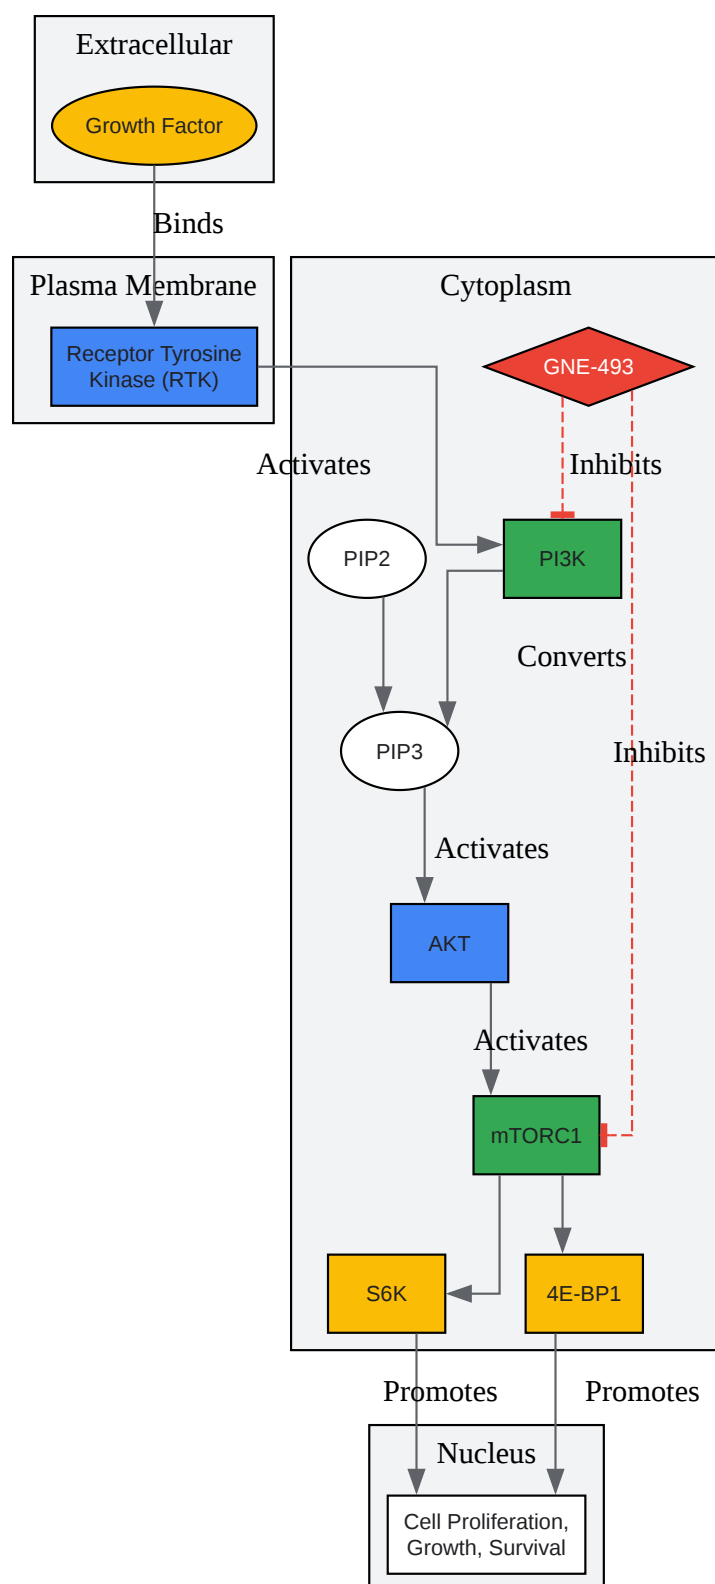 Extracellular
Growth Factor
Binds
Plasma Membrane
Cytoplasm
Receptor Tyrosine
Kinase (RTK)
GNE-493
Activates
Inhibits
PIP2
PI3K
Converts
PIP3
Inhibits
Activates
AKT
Activates
mTORC1
S6K
4E-BP1
Promotes
Promotes
Nucleus
Cell Proliferation,
Growth, Survival